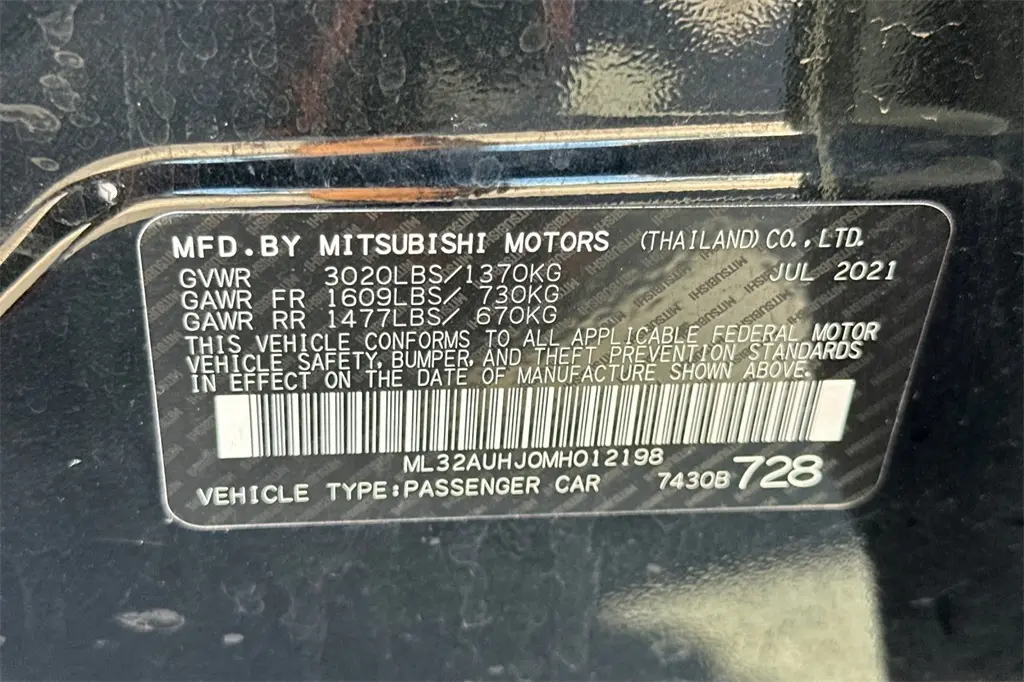 MFD.BY MITSUBISHI MOTORS (THAILAND) CO., LTD.
GVWR 3020LBS/1370KG JUL 2021
GAWR FR 1609LBS/ 730KG
GAWR RR 1477LBS/ 670KG
THIS VEHICLE CONFORMS TO ALL APPLICABLE FEDERAL MOTOR
VEHICLE SAFETY, BUMPER, AND THEFT PREVENTION STANDARDS
IN EFFECT ON THE DATE OF MANUFACTURE SHOWN ABOVE.
ML32AUHJ0MH012198
VEHICLE TYPE:PASSENGER CAR 7430B728